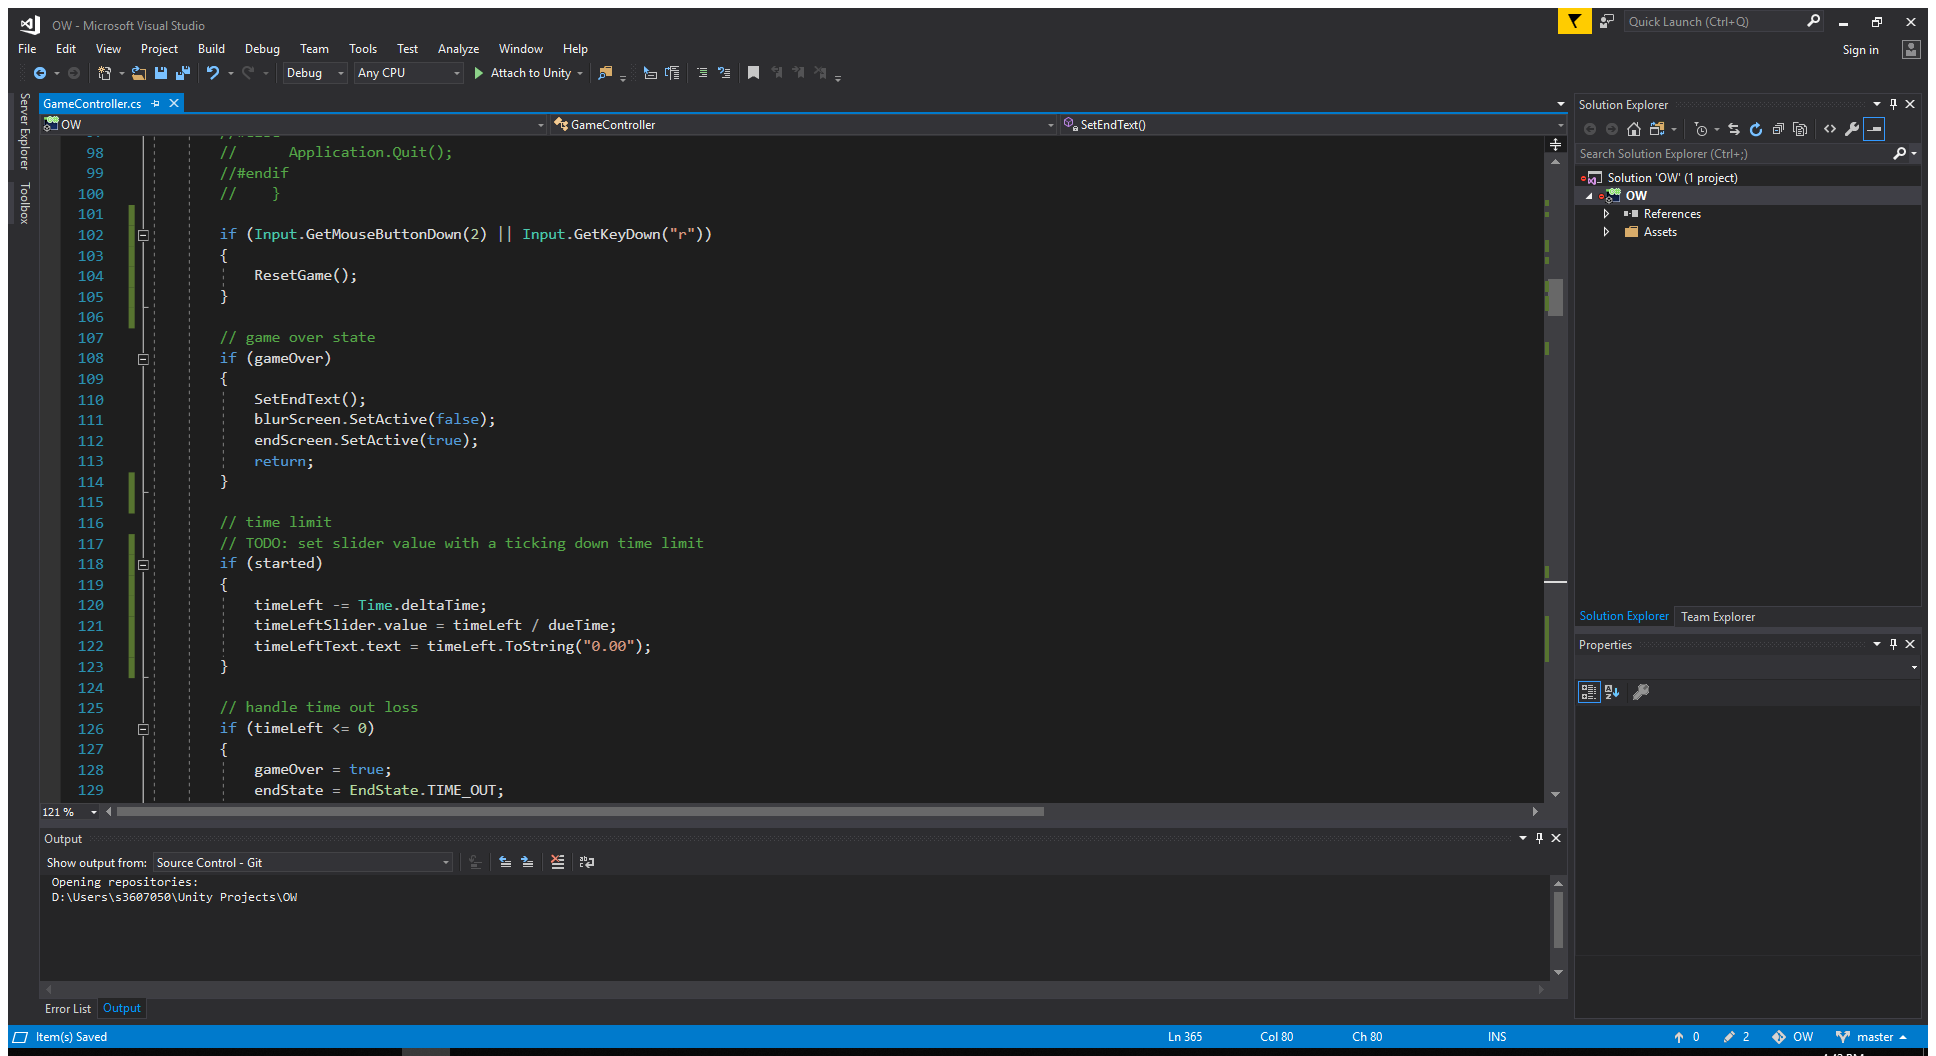 OW - Microsoft Visual Studio
Quick Launch (Ctrl+Q)
File Edit View Project Build Debug Team Tools Test Analyze Window Help
Sign in
Debug Any CPU Attach to Unity
Server Explorer
Toolbox
GameController.cs
OW GameController SetEndText()
98 // Application.Quit();
99 //#endif
100 // }
101
102 if (Input.GetMouseButtonDown(2) || Input.GetKeyDown("r"))
103 {
104 ResetGame();
105 }
106
107 // game over state
108 if (gameOver)
109 {
110 SetEndText();
111 blurScreen.SetActive(false);
112 endScreen.SetActive(true);
113 return;
114 }
115
116 // time limit
117 // TODO: set slider value with a ticking down time limit
118 if (started)
119 {
120 timeLeft -= Time.deltaTime;
121 timeLeftSlider.value = timeLeft / dueTime;
122 timeLeftText.text = timeLeft.ToString("0.00");
123 }
124
125 // handle time out loss
126 if (timeLeft <= 0)
127 {
128 gameOver = true;
129 endState = EndState.TIME_OUT;
121 %
Output
Show output from: Source Control - Git
Opening repositories:
D:\Users\s3607050\Unity Projects\OW
Error List Output
Solution Explorer
Search Solution Explorer (Ctrl+;)
Solution 'OW' (1 project)
OW
References
Assets
Solution Explorer Team Explorer
Properties
Item(s) Saved Ln 365 Col 80 Ch 80 INS 0 2 OW master